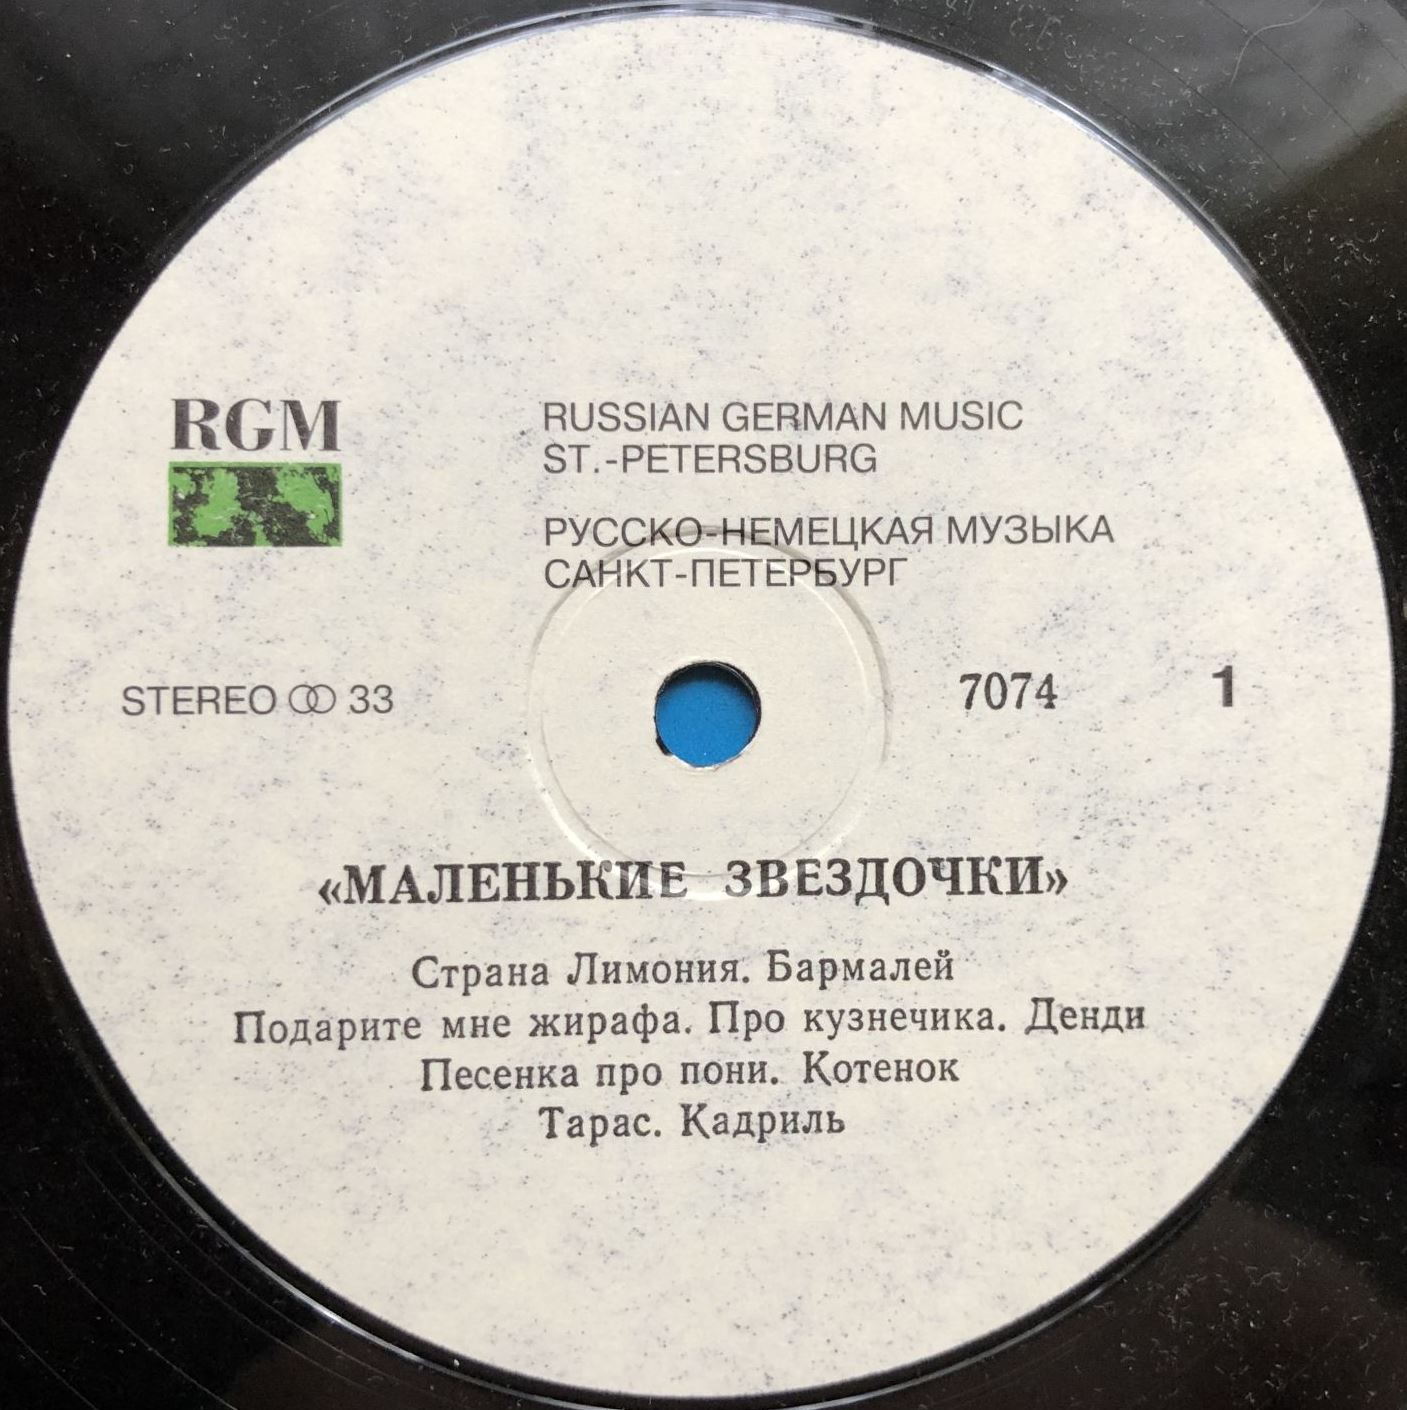 RGM
RUSSIAN GERMAN MUSIC
ST.-PETERSBURG
РУССКО-НЕМЕЦКАЯ МУЗЫКА
САНКТ-ПЕТЕРБУРГ
STEREO 33
7074
1
«МАЛЕНЬКИЕ ЗВЕЗДОЧКИ»
Страна Лимония. Бармалей
Подарите мне жирафа. Про кузнечика. Денди
Песенка про пони. Котенок
Тарас. Кадриль